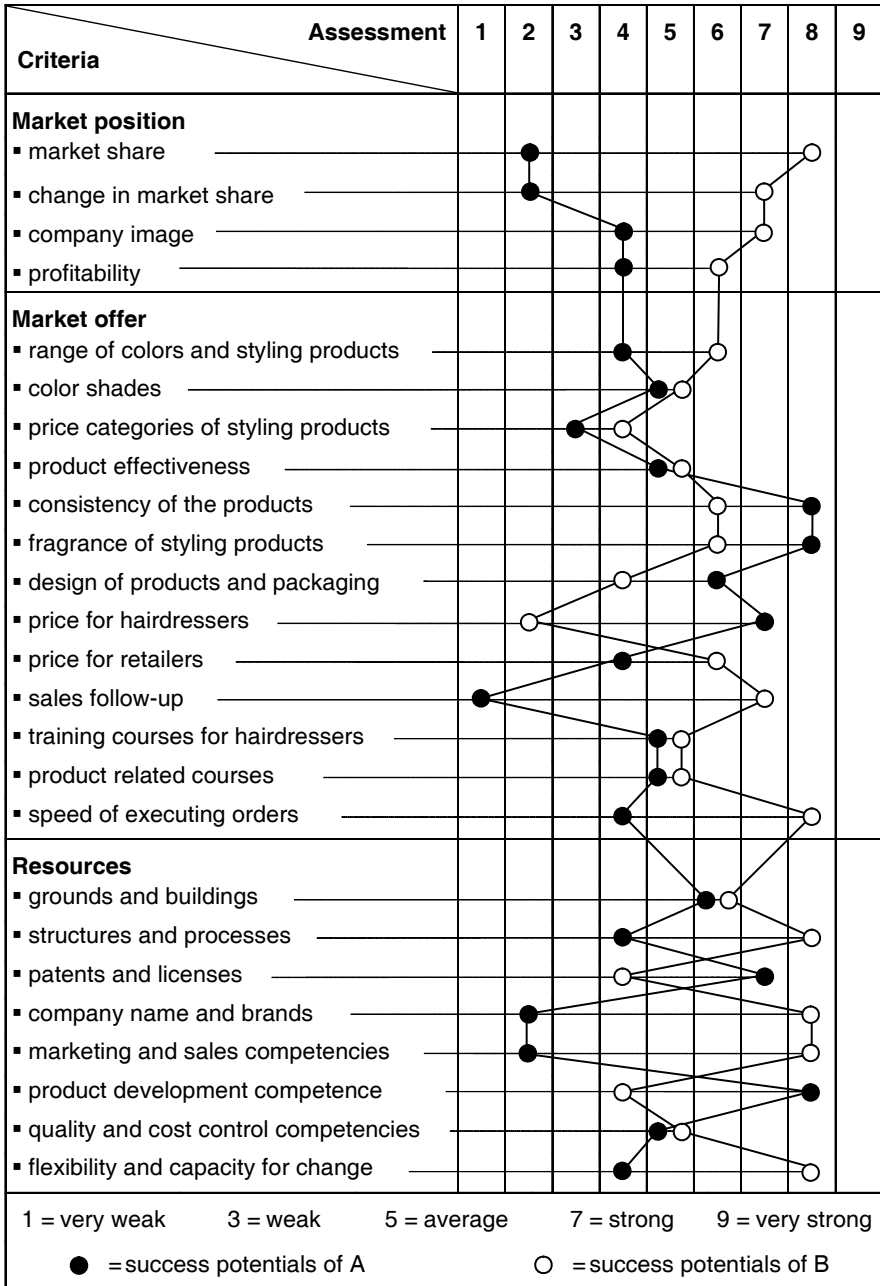 Assessment 1 2 3 4 5 6 7 8 9
Criteria
Market position
▪ market share
▪ change in market share
▪ company image
▪ profitability
Market offer
▪ range of colors and styling products
▪ color shades
▪ price categories of styling products
▪ product effectiveness
▪ consistency of the products
▪ fragrance of styling products
▪ design of products and packaging
▪ price for hairdressers
▪ price for retailers
▪ sales follow-up
▪ training courses for hairdressers
▪ product related courses
▪ speed of executing orders
Resources
▪ grounds and buildings
▪ structures and processes
▪ patents and licenses
▪ company name and brands
▪ marketing and sales competencies
▪ product development competence
▪ quality and cost control competencies
▪ flexibility and capacity for change
1 = very weak 3 = weak 5 = average 7 = strong 9 = very strong
● = success potentials of A ○ = success potentials of B